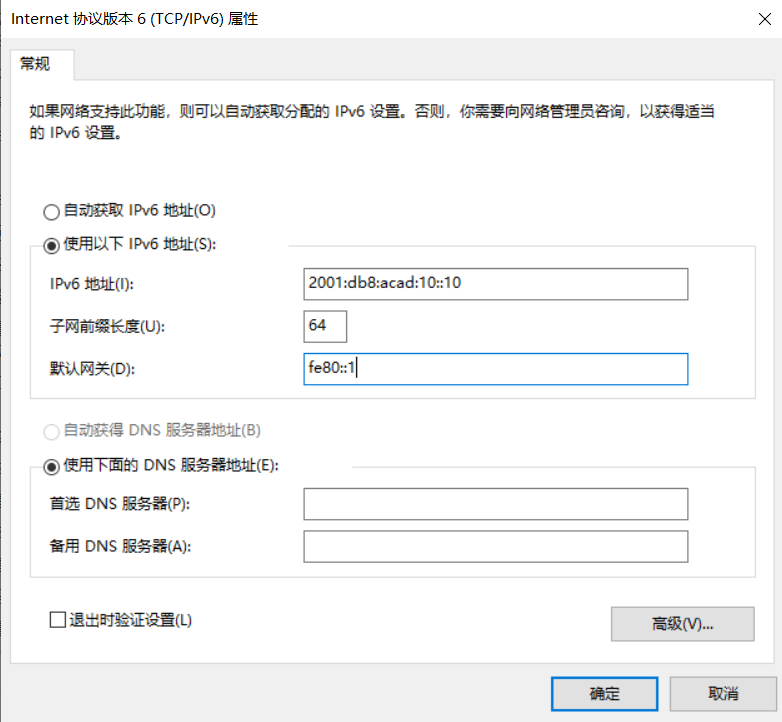 Internet 协议版本 6 (TCP/IPv6) 属性
常规
如果网络支持此功能，则可以自动获取分配的 IPv6 设置。否则，你需要向网络管理员咨询，以获得适当
的 IPv6 设置。
自动获取 IPv6 地址(O)
使用以下 IPv6 地址(S):
IPv6 地址(I): 2001:db8:acad:10::10
子网前缀长度(U): 64
默认网关(D): fe80::1
自动获得 DNS 服务器地址(B)
使用下面的 DNS 服务器地址(E):
首选 DNS 服务器(P):
备用 DNS 服务器(A):
退出时验证设置(L)
高级(V)...
确定 取消